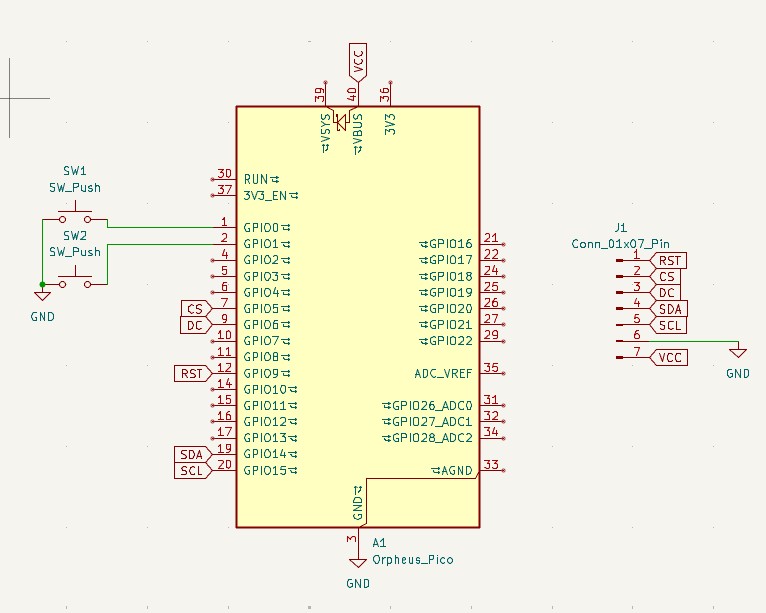 VCC
39
40
36
VSYS
VBUS
3V3
SW1
SW_Push
SW2
SW_Push
GND
30 RUN
37 3V3_EN
1 GPIO0
2 GPIO1
4 GPIO2
5 GPIO3
6 GPIO4
CS 7 GPIO5
DC 9 GPIO6
10 GPIO7
11 GPIO8
RST 12 GPIO9
14 GPIO10
15 GPIO11
16 GPIO12
17 GPIO13
SDA 19 GPIO14
SCL 20 GPIO15
GPIO16 21
GPIO17 22
GPIO18 24
GPIO19 25
GPIO20 26
GPIO21 27
GPIO22 29
ADC_VREF 35
GPIO26_ADC0 31
GPIO27_ADC1 32
GPIO28_ADC2 34
AGND 33
GND
3
A1
Orpheus_Pico
GND
J1
Conn_01x07_Pin
1 RST
2 CS
3 DC
4 SDA
5 SCL
6
7 VCC
GND